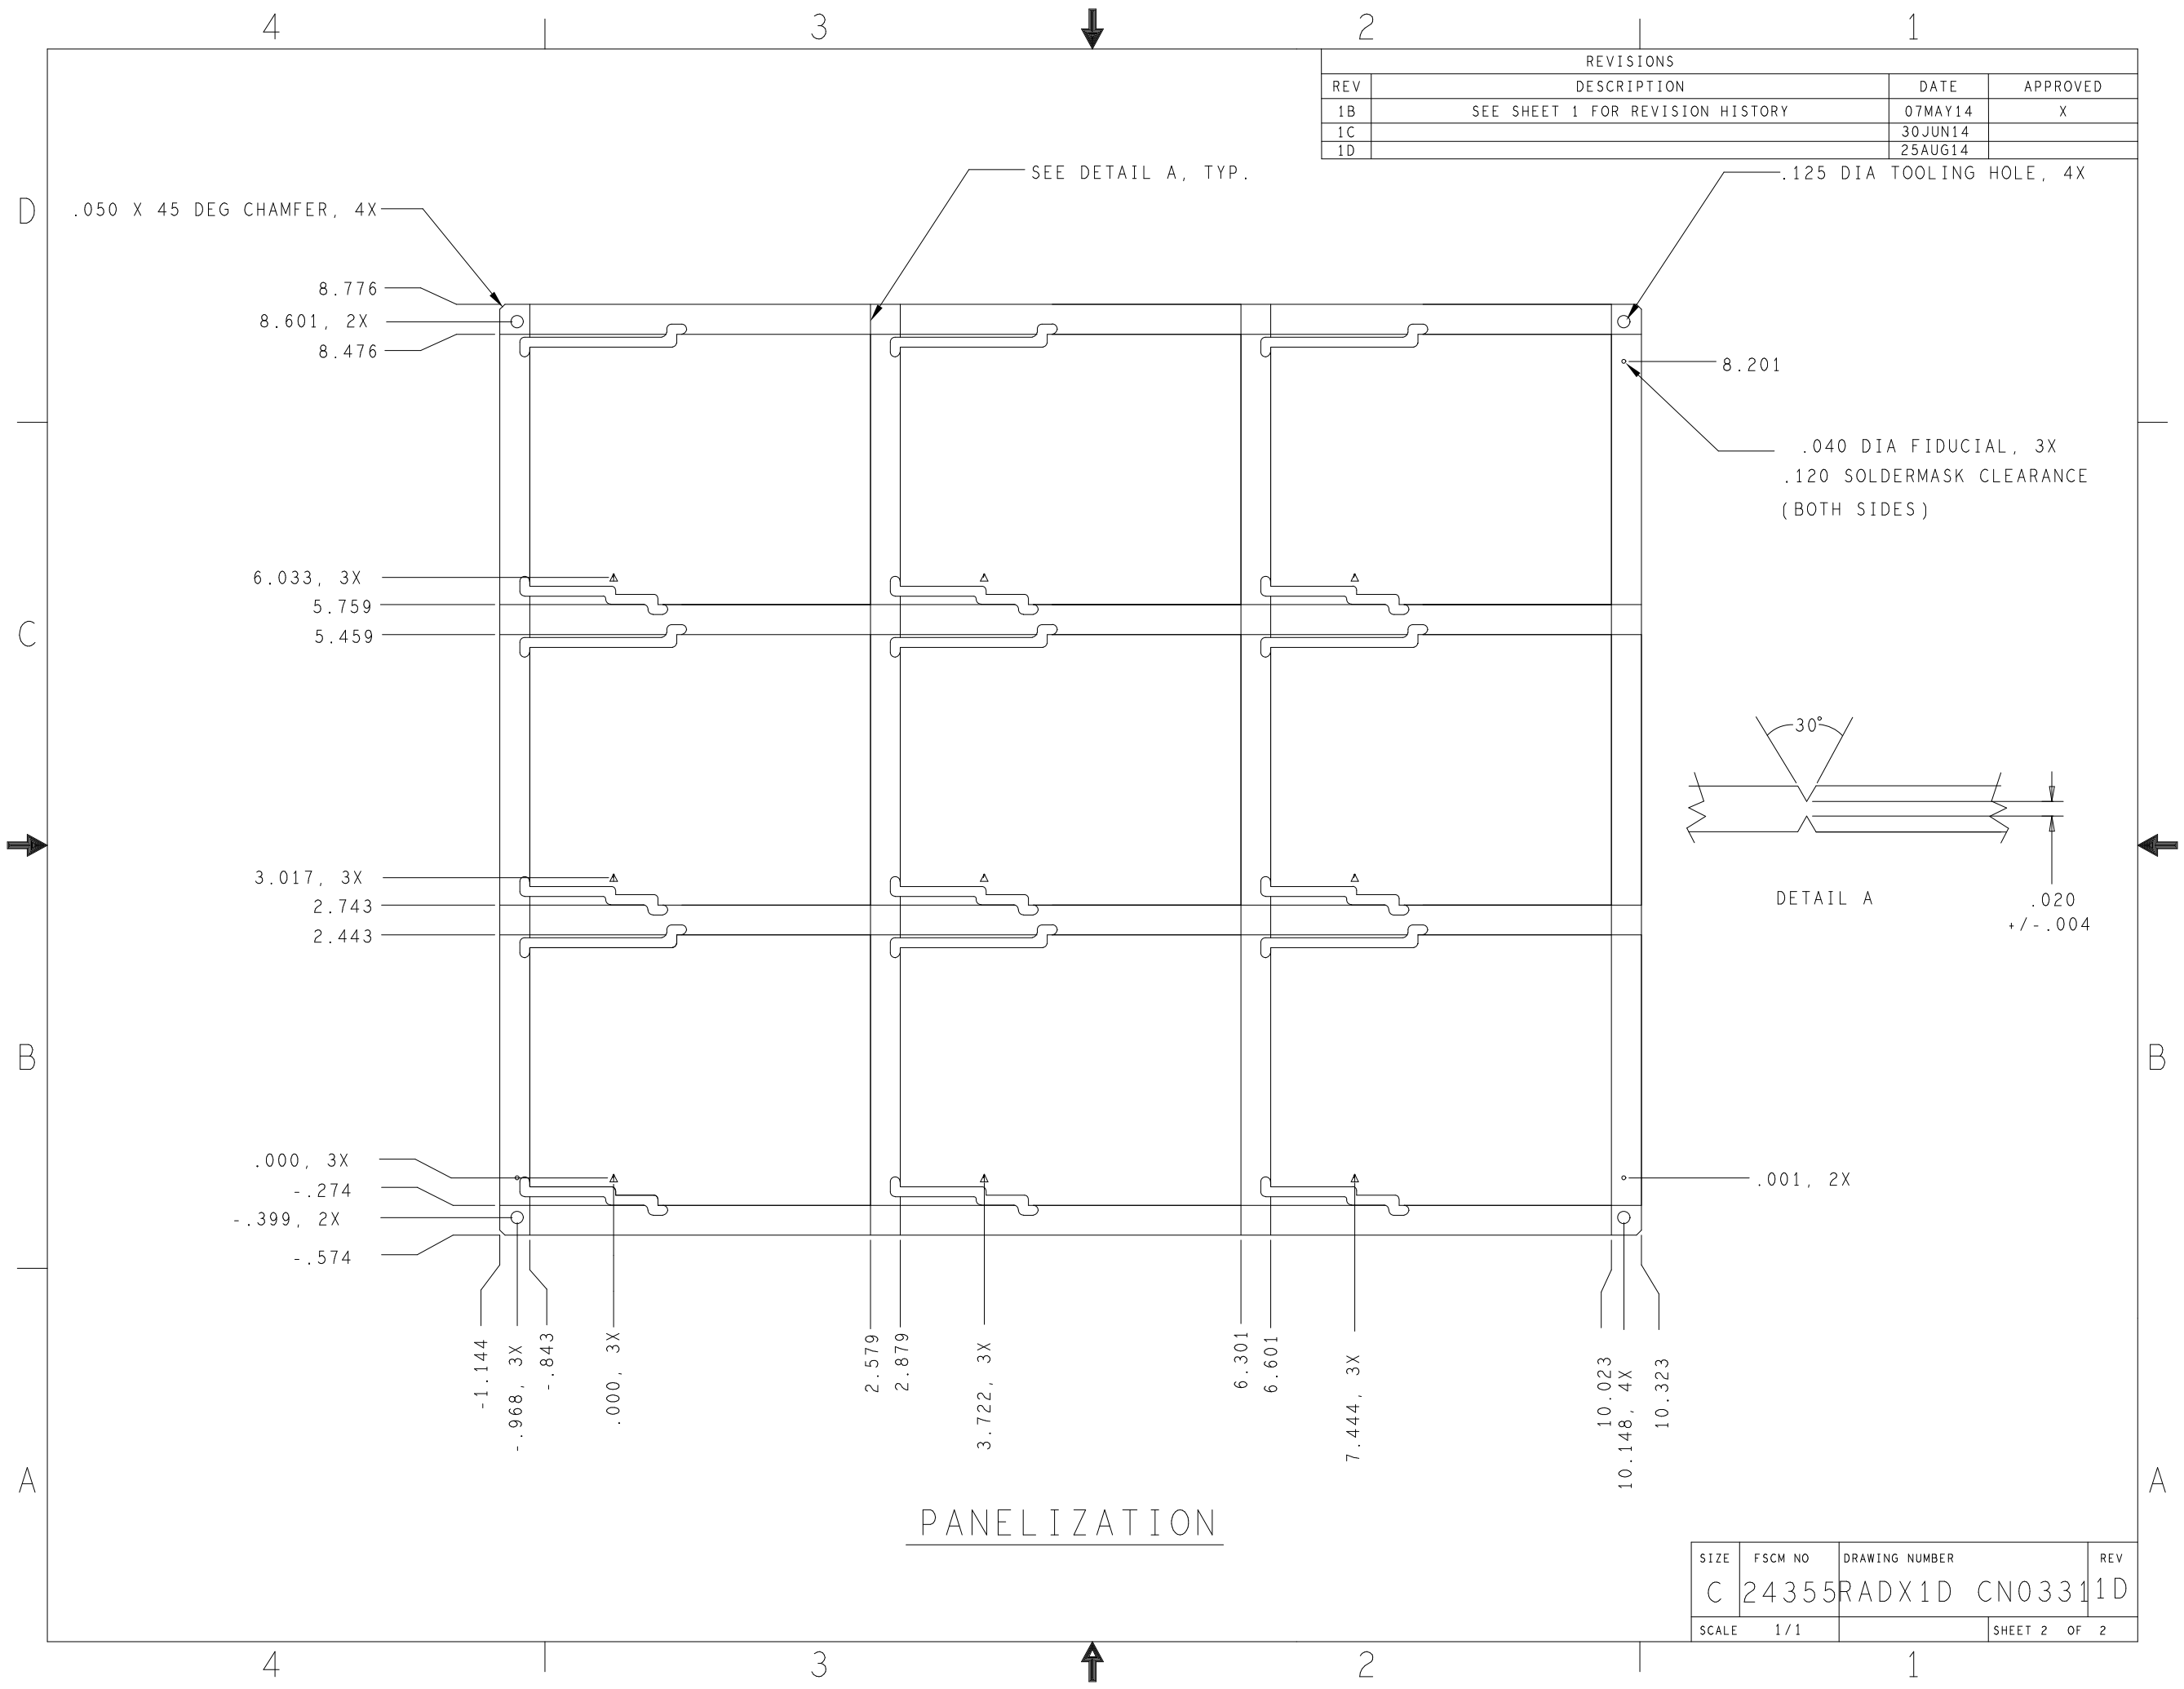 4 3 2 1
REVISIONS
REV DESCRIPTION DATE APPROVED
1B SEE SHEET 1 FOR REVISION HISTORY 07MAY14 X
1C 30JUN14
1D 25AUG14
SEE DETAIL A, TYP.
.125 DIA TOOLING HOLE, 4X
D
.050 X 45 DEG CHAMFER, 4X
8.776
8.601, 2X
8.476
8.201
.040 DIA FIDUCIAL, 3X
.120 SOLDERMASK CLEARANCE
(BOTH SIDES)
6.033, 3X
5.759
5.459
C
30°
3.017, 3X
2.743
2.443
DETAIL A
.020
+/-.004
B
B
.000, 3X
-.274
-.399, 2X
-.574
.001, 2X
-1.144
-.968, 3X
-.843
.000, 3X
2.579
2.879
3.722, 3X
6.301
6.601
7.444, 3X
10.023
10.148, 4X
10.323
A
A
PANELIZATION
SIZE FSCM NO DRAWING NUMBER REV
C 24355 RADX1D CN0331 1D
SCALE 1/1 SHEET 2 OF 2
4 3 2 1